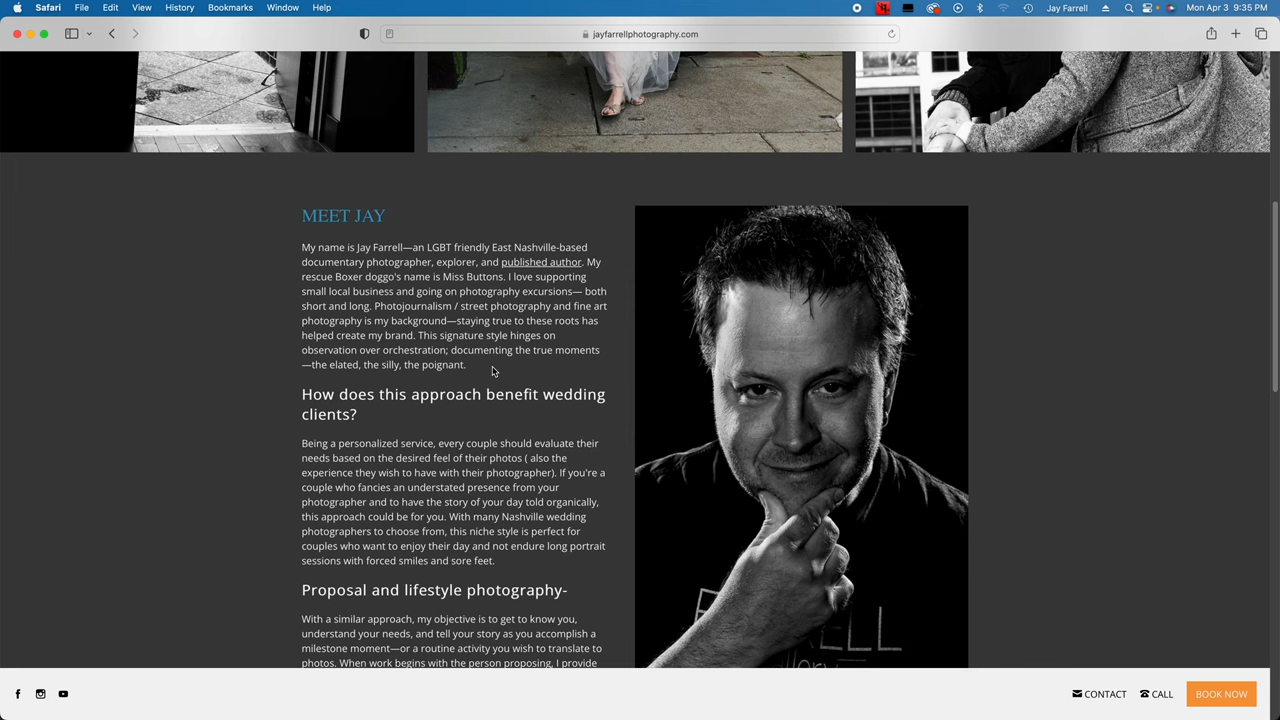 Safari File Edit View History Bookmarks Window Help Jay Farrell Mon Apr 3 9:35 PM
jayfarrellphotography.com
MEET JAY
My name is Jay Farrell—an LGBT friendly East Nashville-based
documentary photographer, explorer, and published author. My
rescue Boxer doggo's name is Miss Buttons. I love supporting
small local business and going on photography excursions— both
short and long. Photojournalism / street photography and fine art
photography is my background—staying true to these roots has
helped create my brand. This signature style hinges on
observation over orchestration; documenting the true moments
—the elated, the silly, the poignant.
How does this approach benefit wedding
clients?
Being a personalized service, every couple should evaluate their
needs based on the desired feel of their photos ( also the
experience they wish to have with their photographer). If you're a
couple who fancies an understated presence from your
photographer and to have the story of your day told organically,
this approach could be for you. With many Nashville wedding
photographers to choose from, this niche style is perfect for
couples who want to enjoy their day and not endure long portrait
sessions with forced smiles and sore feet.
Proposal and lifestyle photography-
With a similar approach, my objective is to get to know you,
understand your needs, and tell your story as you accomplish a
milestone moment—or a routine activity you wish to translate to
photos. When work begins with the person proposing, I provide
CONTACT CALL BOOK NOW